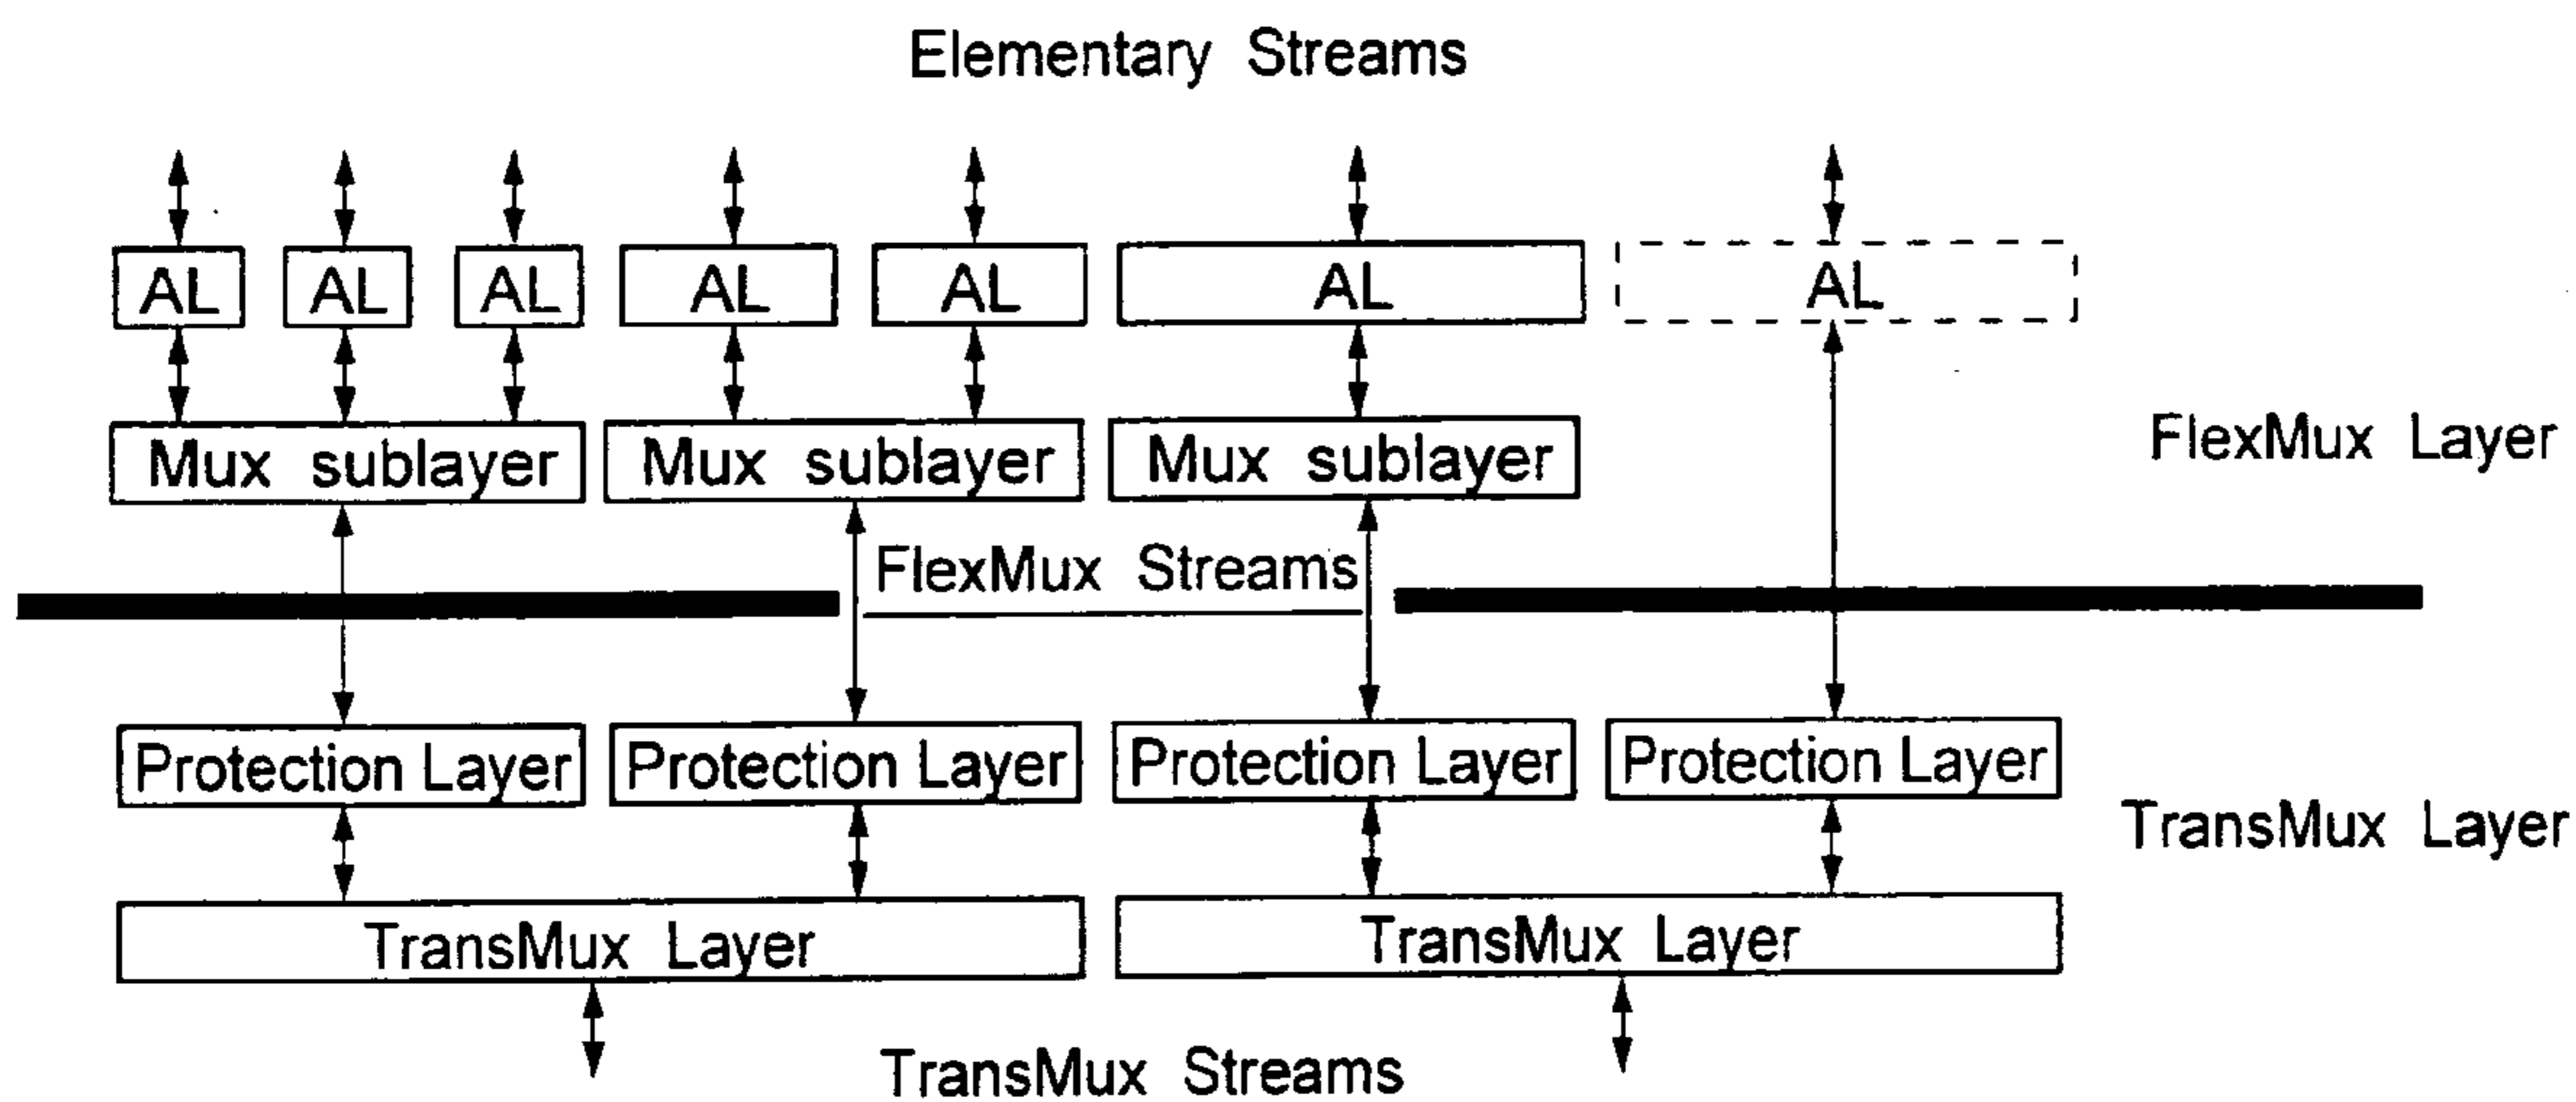 Elementary Streams
AL AL AL AL AL AL AL
Mux sublayer Mux sublayer Mux sublayer FlexMux Layer
FlexMux Streams
Protection Layer Protection Layer Protection Layer Protection Layer
TransMux Layer
TransMux Layer TransMux Layer
TransMux Streams